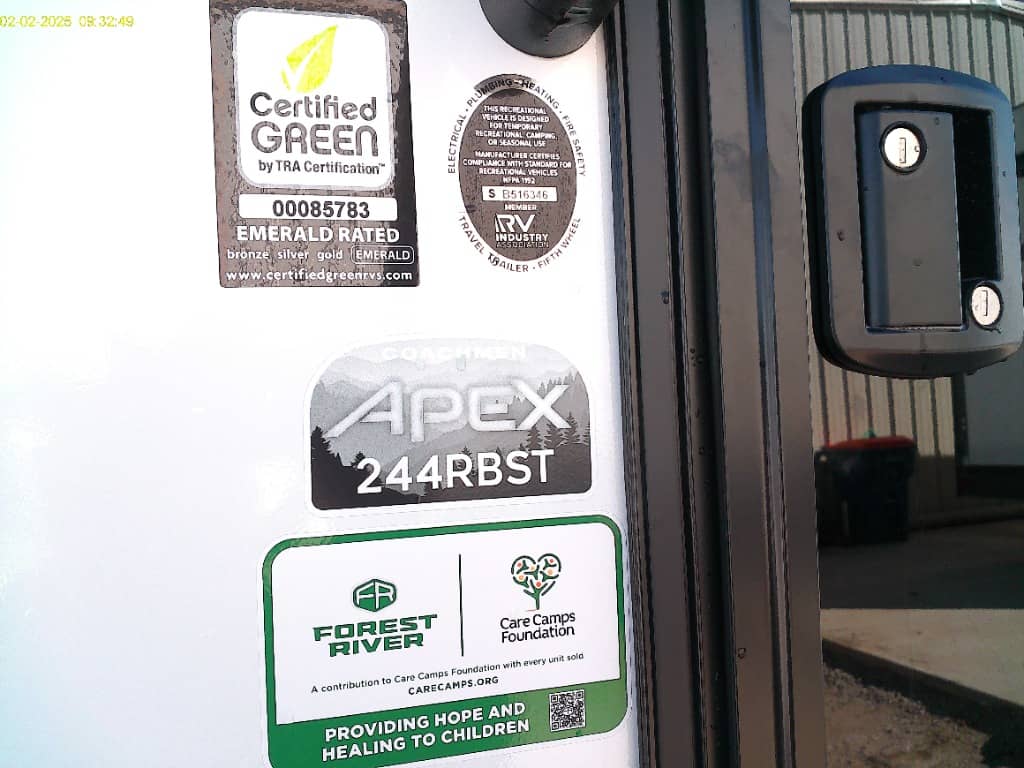 02-02-2025 09:32:49
Certified
GREEN
by TRA Certification™
00085783
EMERALD RATED
bronze silver gold EMERALD
www.certifiedgreenrvs.com
ELECTRICAL - PLUMBING - HEATING - FIRE SAFETY
THIS RECREATIONAL
VEHICLE IS DESIGNED
FOR TEMPORARY
RECREATIONAL, CAMPING
OR SEASONAL USE
MANUFACTURER CERTIFIES
COMPLIANCE WITH STANDARD FOR
RECREATIONAL VEHICLES
NFPA 1192
S B516346
MEMBER
RV
INDUSTRY
ASSOCIATION
TRAVEL TRAILER - FIFTH WHEEL
COACHMEN
APEX
244RBST
FR
FOREST
RIVER
Care Camps
Foundation
A contribution to Care Camps Foundation with every unit sold
CARECAMPS.ORG
PROVIDING HOPE AND
HEALING TO CHILDREN